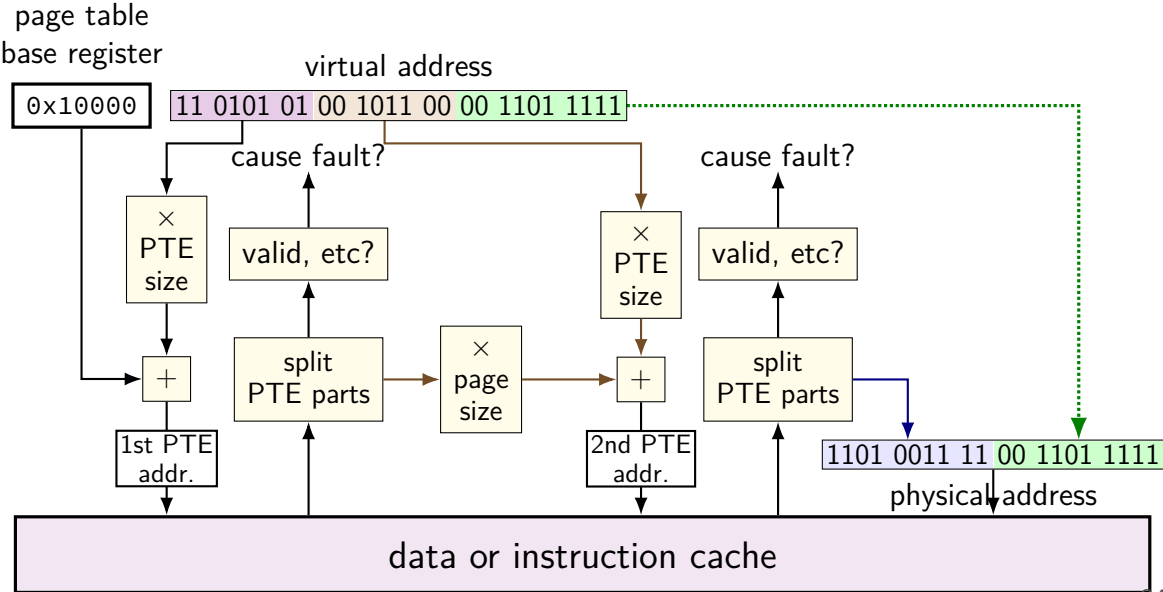 page table
base register
0x10000
virtual address
11 0101 01 00 1011 00 00 1101 1111
cause fault?
cause fault?
×
PTE
size
valid, etc?
×
PTE
size
valid, etc?
+
split
PTE parts
×
page
size
+
split
PTE parts
1st PTE
addr.
2nd PTE
addr.
1101 0011 11 00 1101 1111
physical address
data or instruction cache